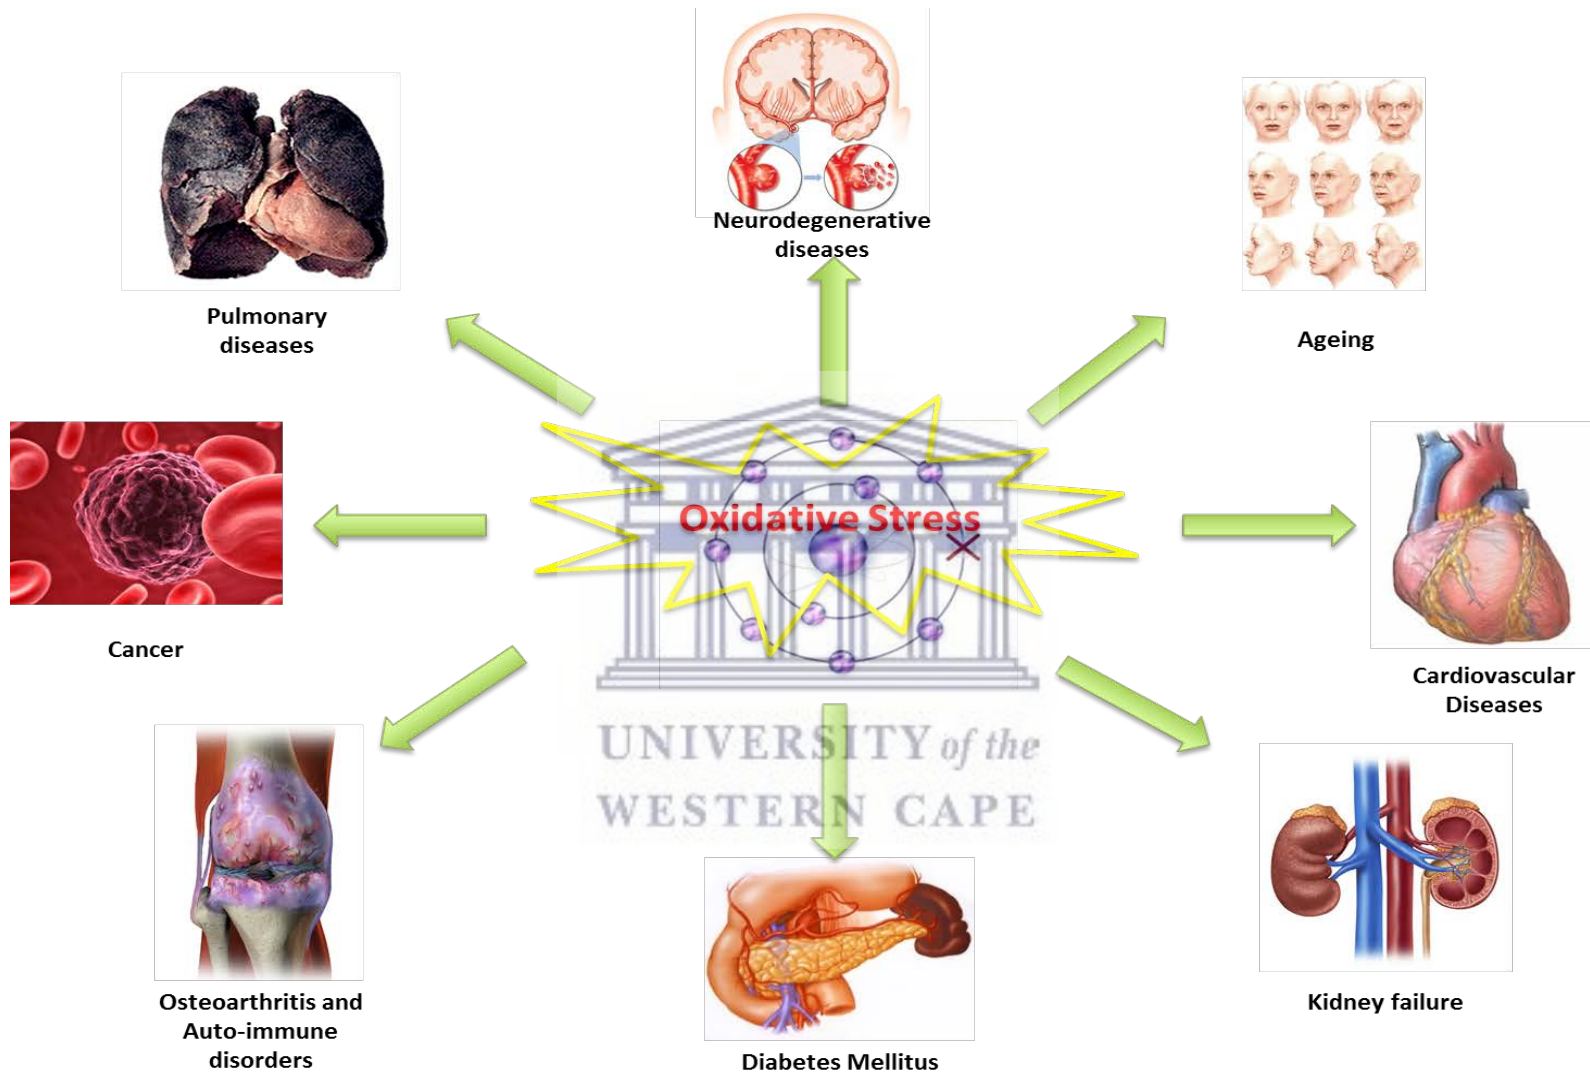 Neurodegenerative
diseases
Pulmonary
diseases
Ageing
Oxidative Stress
Cancer
Cardiovascular
Diseases
UNIVERSITY of the
WESTERN CAPE
Osteoarthritis and
Auto-immune
disorders
Kidney failure
Diabetes Mellitus